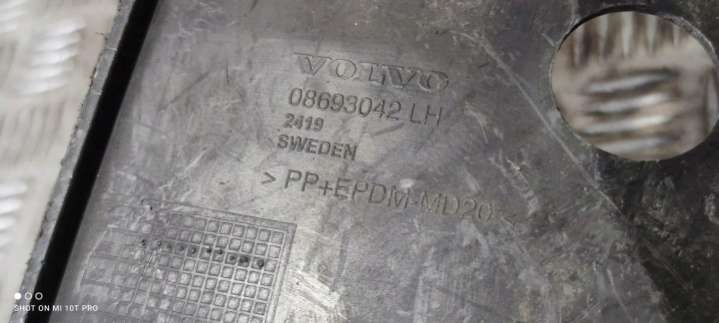 VOLVO
08693042 LH
2419
SWEDEN
> PP+EPDM-MD20 <
SHOT ON MI 10T PRO